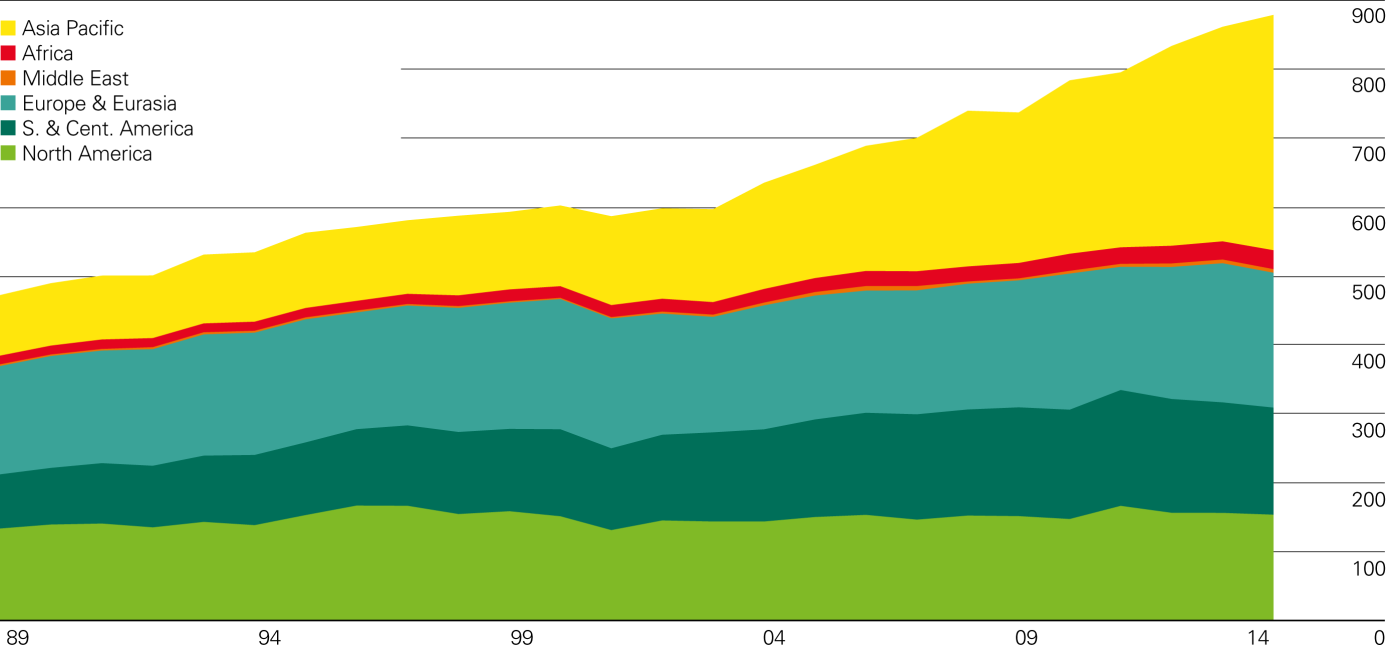 Asia Pacific
Africa
Middle East
Europe & Eurasia
S. & Cent. America
North America
900
800
700
600
500
400
300
200
100
89 94 99 04 09 14 0